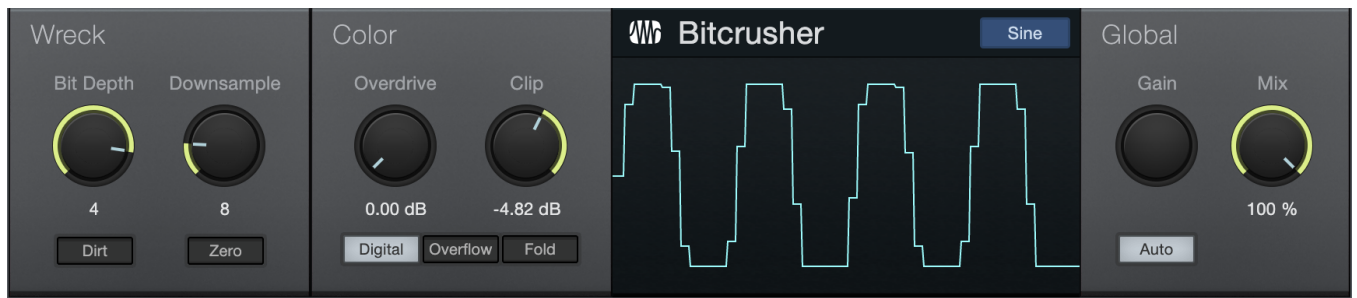 Wreck
Bit Depth
Downsample
4
8
Dirt
Zero
Color
Overdrive
Clip
0.00 dB
-4.82 dB
Digital
Overflow
Fold
Bitcrusher
Sine
Global
Gain
Mix
100 %
Auto